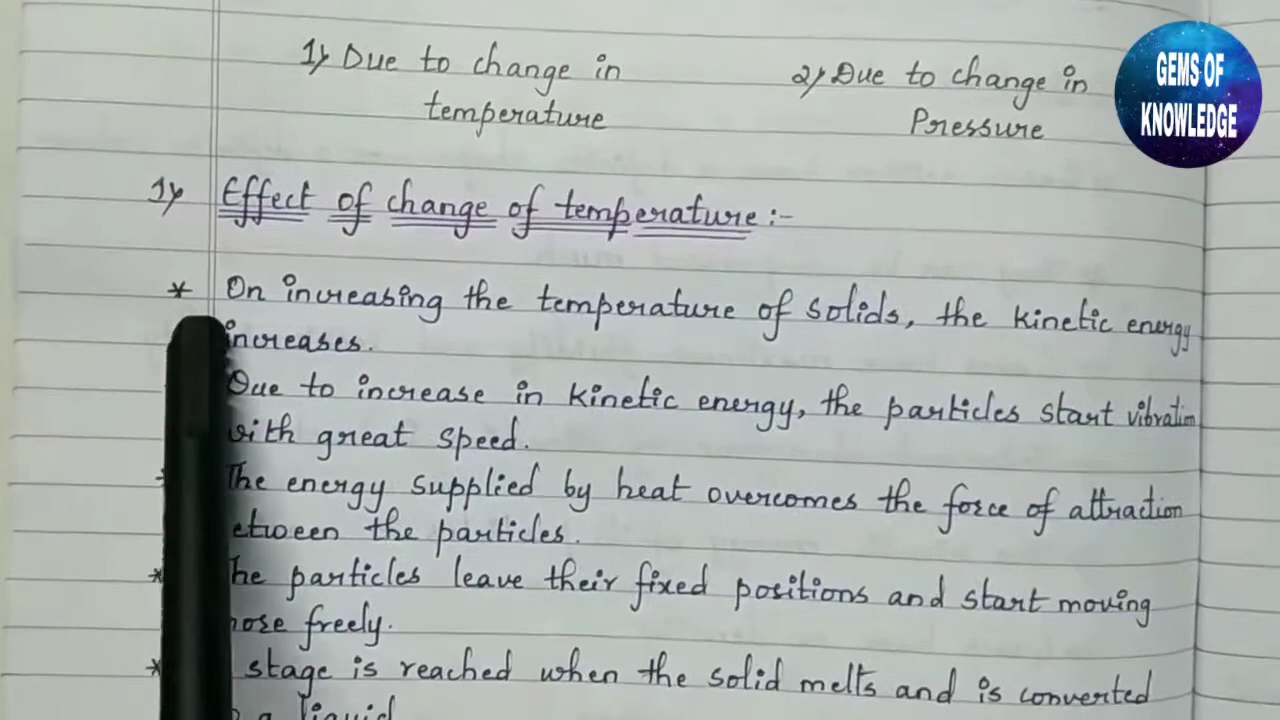 1) Due to change in
temperature
2) Due to change in
Pressure
GEMS OF
KNOWLEDGE
1) Effect of change of temperature :-
* On increasing the temperature of solids, the kinetic energy
increases.
Due to increase in kinetic energy, the particles start vibration
with great speed.
The energy supplied by heat overcomes the force of attraction
etween the particles.
* he particles leave their fixed positions and start moving
more freely.
* stage is reached when the solid melts and is converted
a liquid